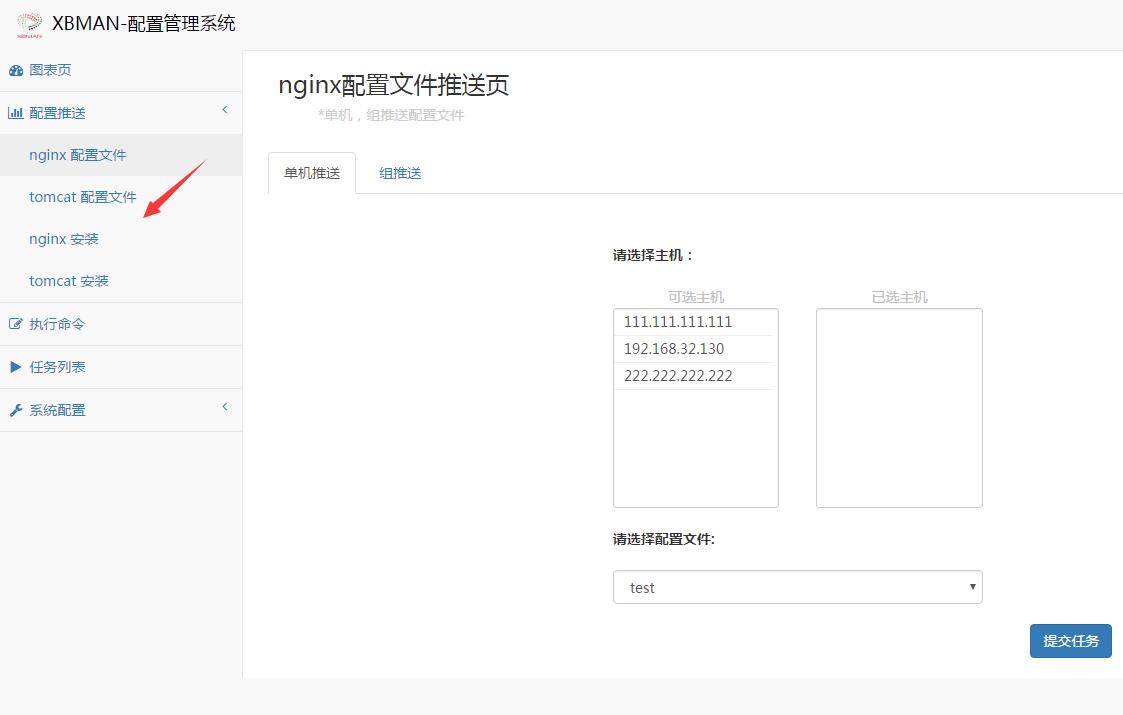 XBMAN
XBMAN-配置管理系统
图表页
配置推送
nginx 配置文件
tomcat 配置文件
nginx 安装
tomcat 安装
执行命令
任务列表
系统配置
nginx配置文件推送页
*单机，组推送配置文件
单机推送
组推送
请选择主机：
可选主机
已选主机
111.111.111.111
192.168.32.130
222.222.222.222
请选择配置文件:
test
提交任务